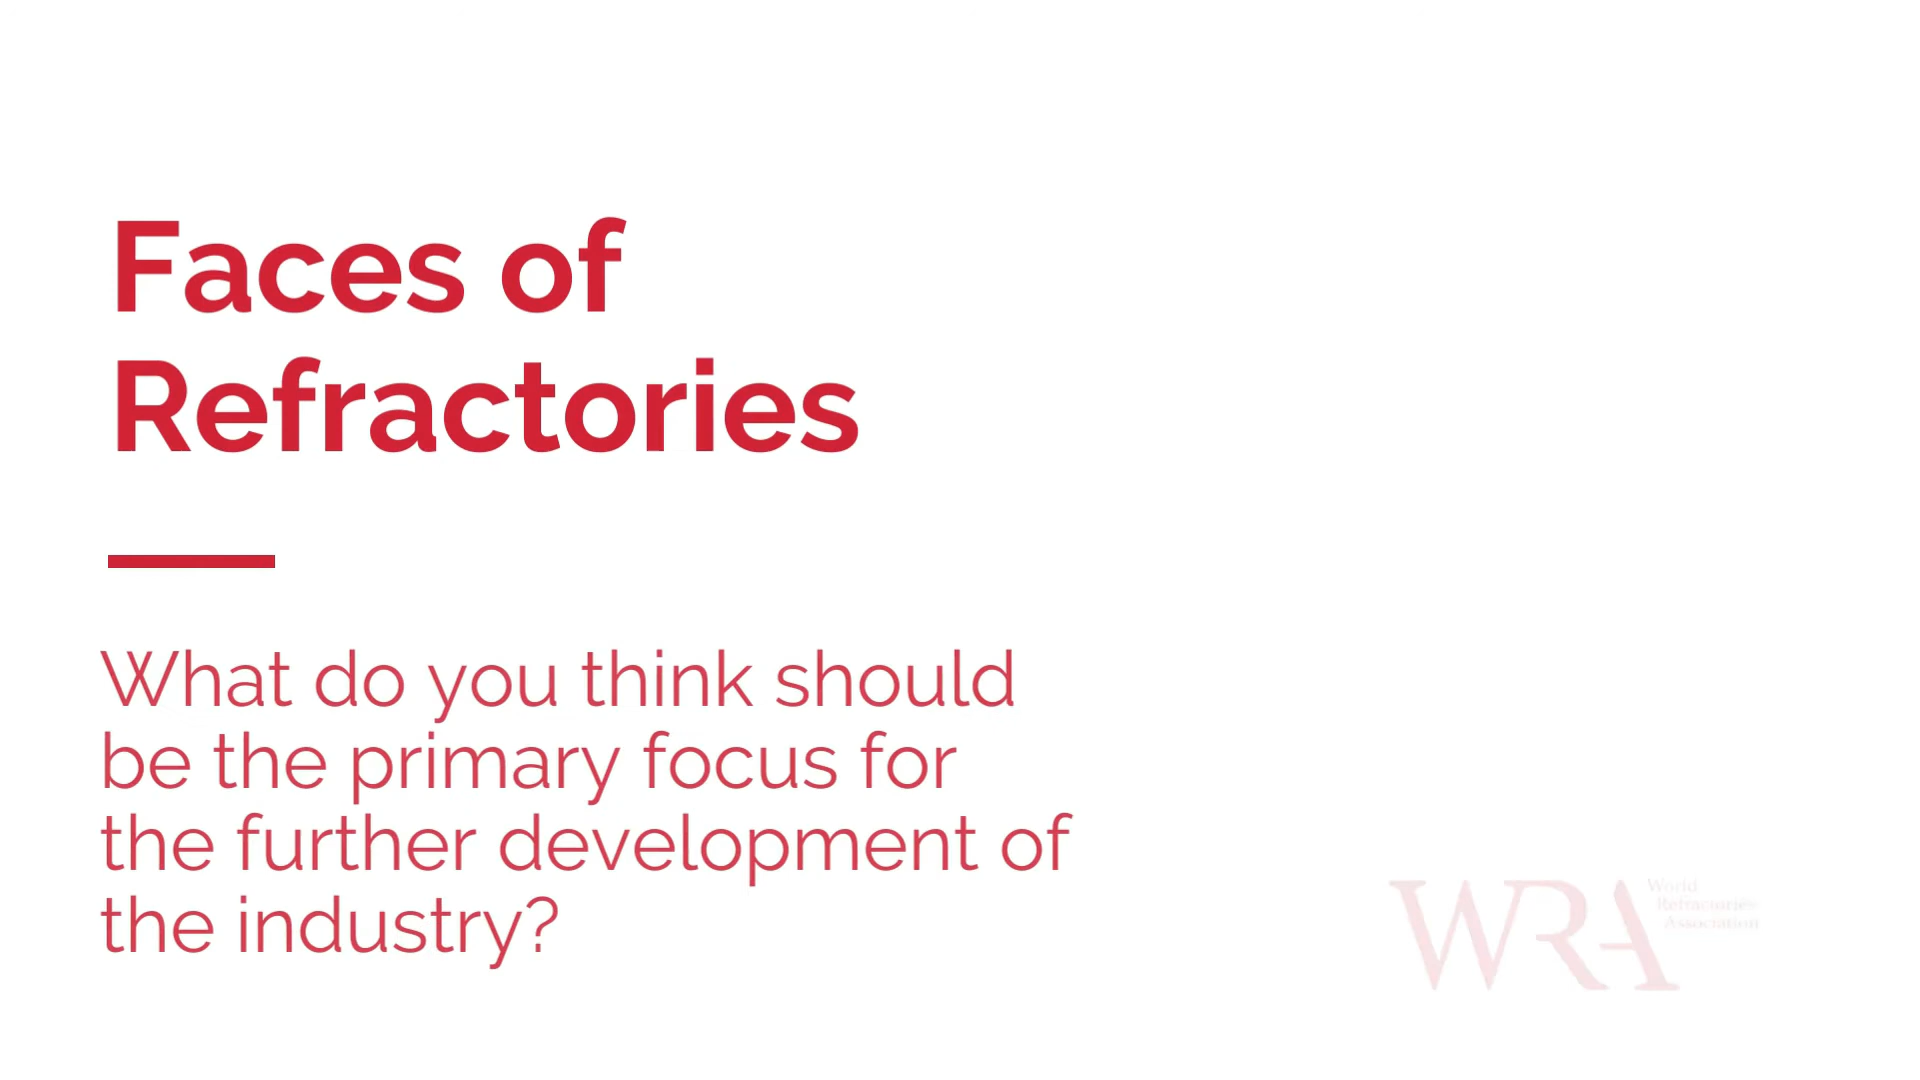 Faces of
Refractories
What do you think should
be the primary focus for
the further development of
the industry?
WRA
World
Refractories
Association